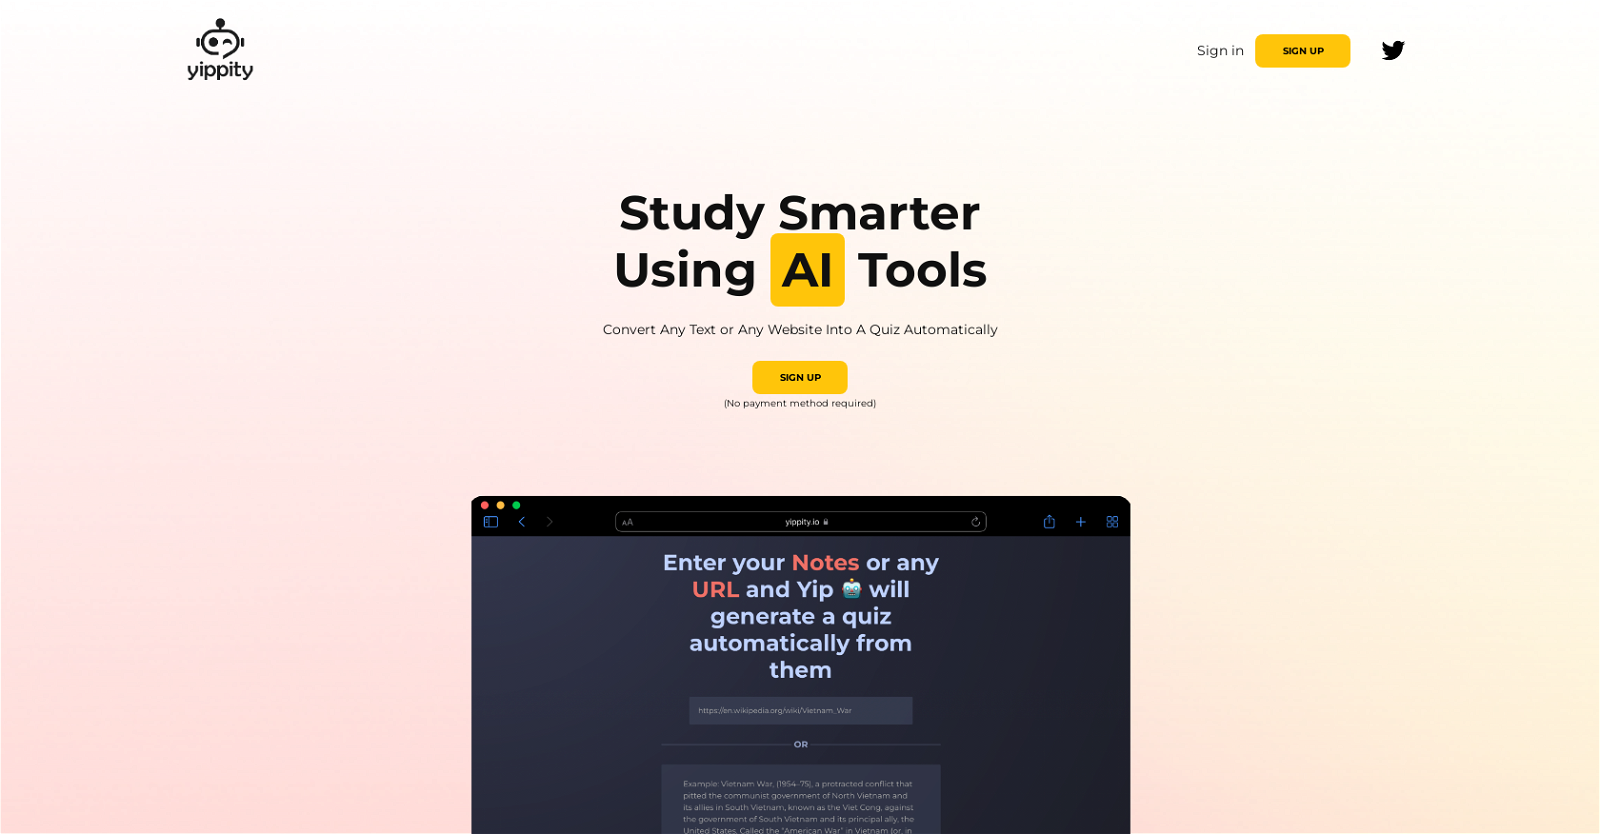 yippity
Sign in
SIGN UP
Study Smarter
Using AI Tools
Convert Any Text or Any Website Into A Quiz Automatically
SIGN UP
(No payment method required)
AA
yippity.io
Enter your Notes or any
URL and Yip will
generate a quiz
automatically from
them
https://en.wikipedia.org/wiki/Vietnam_War
OR
Example: Vietnam War, (1954–75), a protracted conflict that
pitted the communist government of North Vietnam and
its allies in South Vietnam, known as the Viet Cong, against
the government of South Vietnam and its principal ally, the
United States. Called the “American War” in Vietnam (or, in